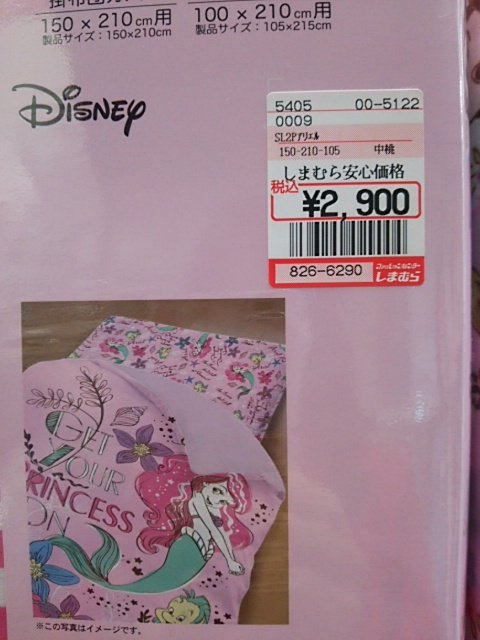 150 × 210cm用
製品サイズ：150×210cm
100 × 210cm用
製品サイズ：105×215cm
Disney
5405 00-5122
0009
SL2Pアリエル
150-210-105 中桃
しまむら安心価格
税込
¥2,900
826-6290
ファッションセンター
しまむら
GET
YOUR
PRINCESS
ON
※この写真はイメージです。